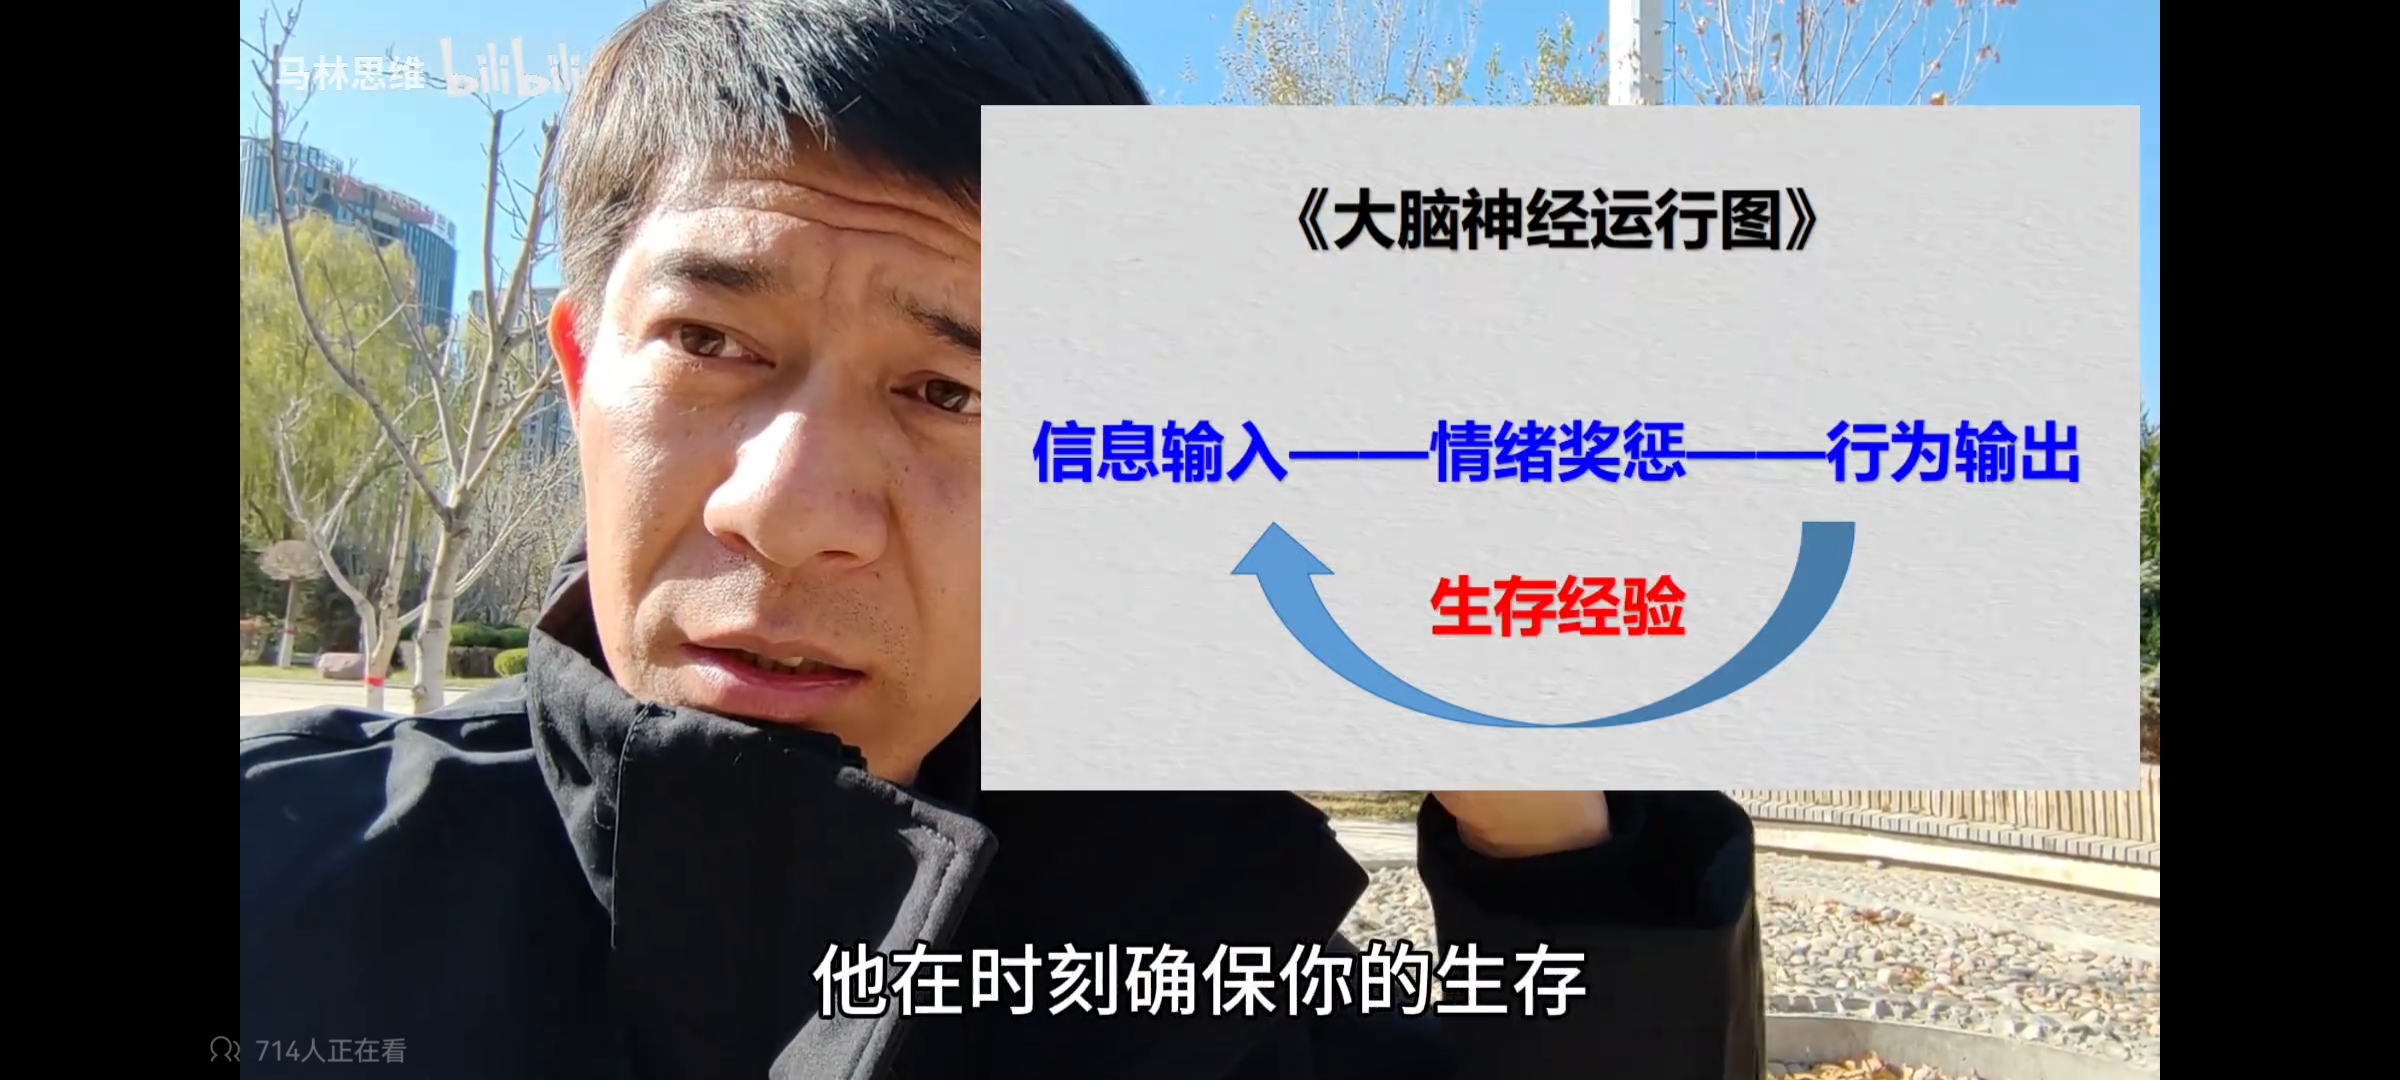 马林思维 bilibili
《大脑神经运行图》
信息输入——情绪奖惩——行为输出
生存经验
他在时刻确保你的生存
714人正在看